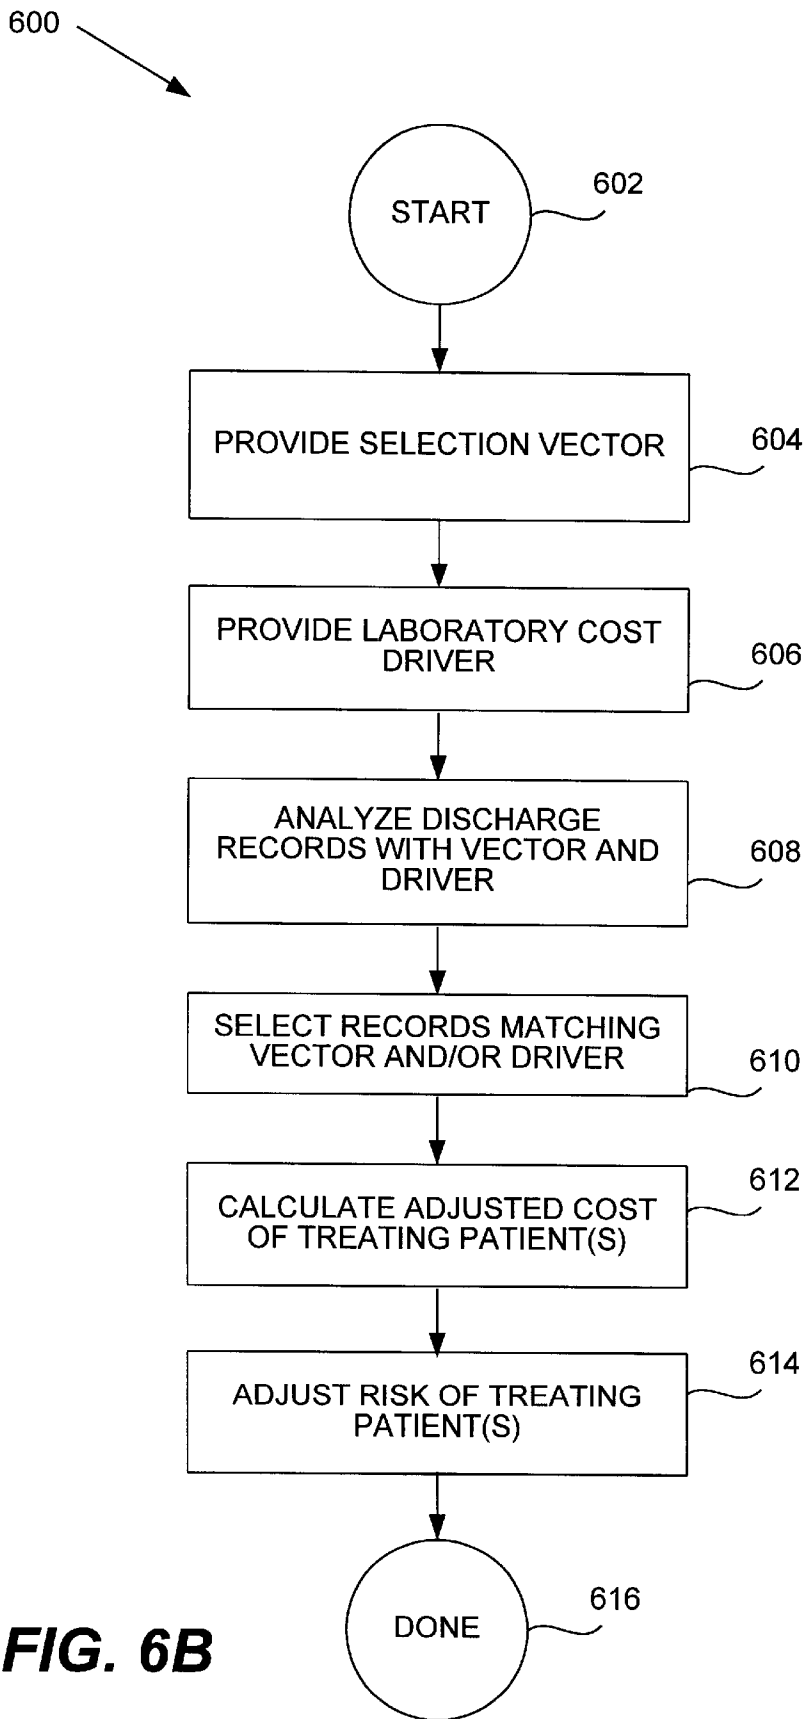 600
START
602
PROVIDE SELECTION VECTOR
604
PROVIDE LABORATORY COST
DRIVER
606
ANALYZE DISCHARGE
RECORDS WITH VECTOR AND
DRIVER
608
SELECT RECORDS MATCHING
VECTOR AND/OR DRIVER
610
CALCULATE ADJUSTED COST
OF TREATING PATIENT(S)
612
ADJUST RISK OF TREATING
PATIENT(S)
614
DONE
616
FIG. 6B